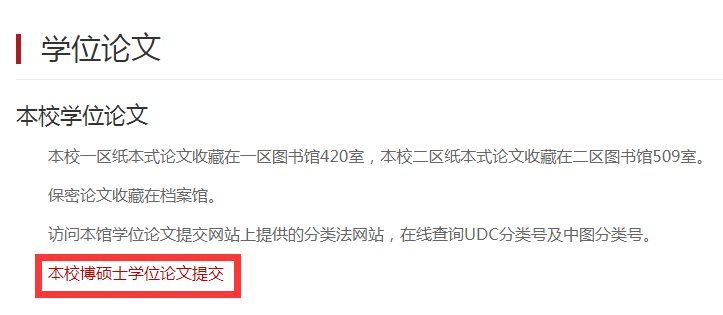 学位论文
本校学位论文
本校一区纸本式论文收藏在一区图书馆420室，本校二区纸本式论文收藏在二区图书馆509室。
保密论文收藏在档案馆。
访问本馆学位论文提交网站上提供的分类法网站，在线查询UDC分类号及中图分类号。
本校博硕士学位论文提交